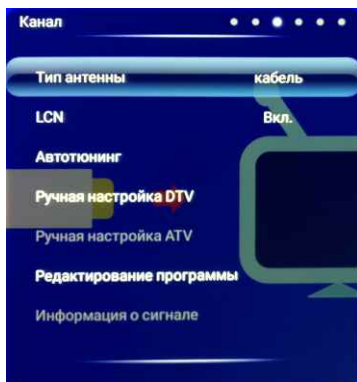 Канал
Тип антенны кабель
LCN Вкл.
Автотюнинг
Ручная настройка DTV
Ручная настройка ATV
Редактирование программы
Информация о сигнале